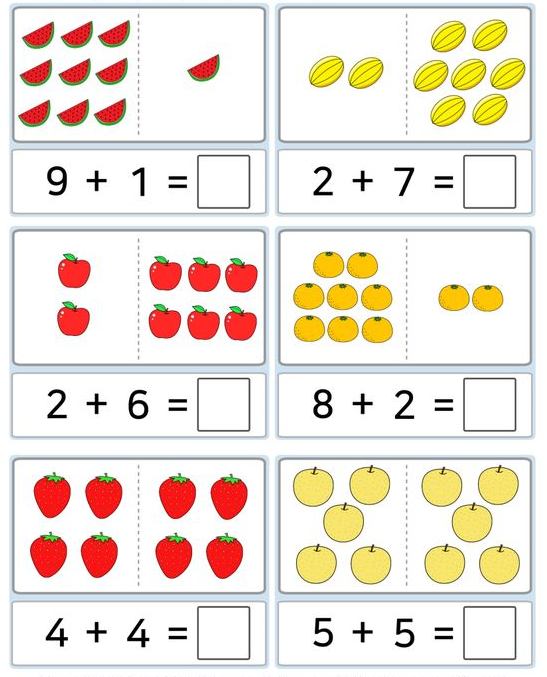 9 + 1 =
2 + 7 =
2 + 6 =
8 + 2 =
4 + 4 =
5 + 5 =